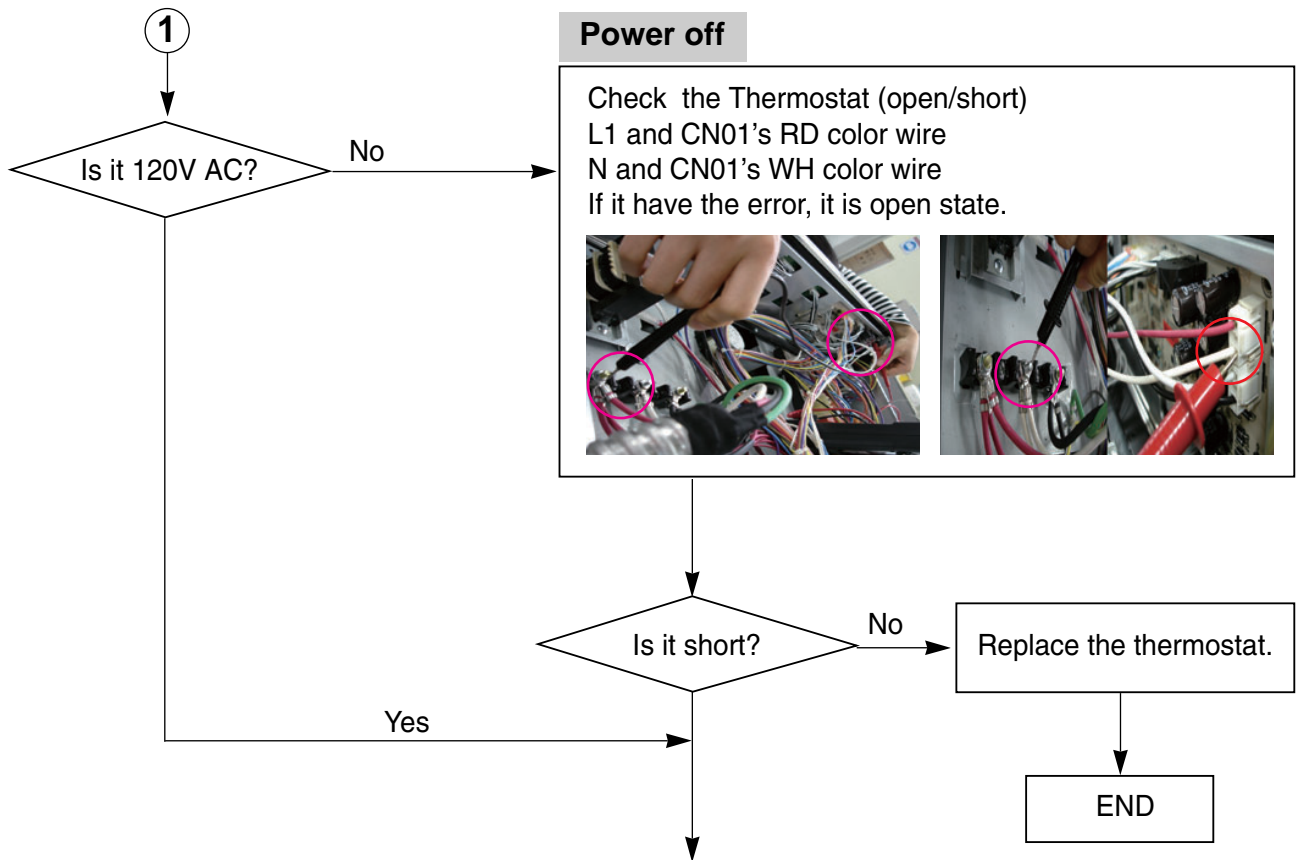 1
Power off
Check the Thermostat (open/short)
L1 and CN01's RD color wire
N and CN01's WH color wire
If it have the error, it is open state.
Is it 120V AC?
No
Is it short?
No
Replace the thermostat.
Yes
END